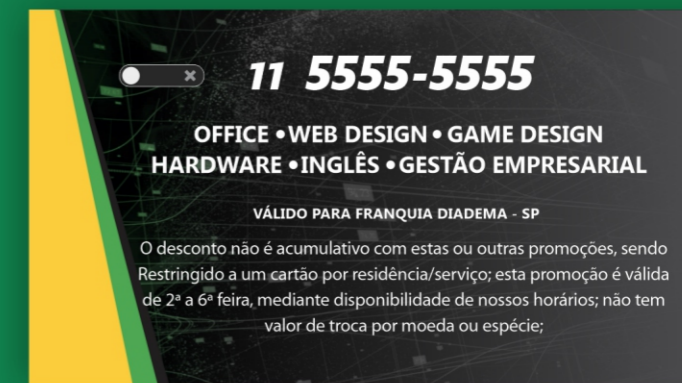 11 5555-5555
OFFICE • WEB DESIGN • GAME DESIGN
HARDWARE • INGLÊS • GESTÃO EMPRESARIAL
VÁLIDO PARA FRANQUIA DIADEMA - SP
O desconto não é acumulativo com estas ou outras promoções, sendo
Restringido a um cartão por residência/serviço; esta promoção é válida
de 2ª a 6ª feira, mediante disponibilidade de nossos horários; não tem
valor de troca por moeda ou espécie;